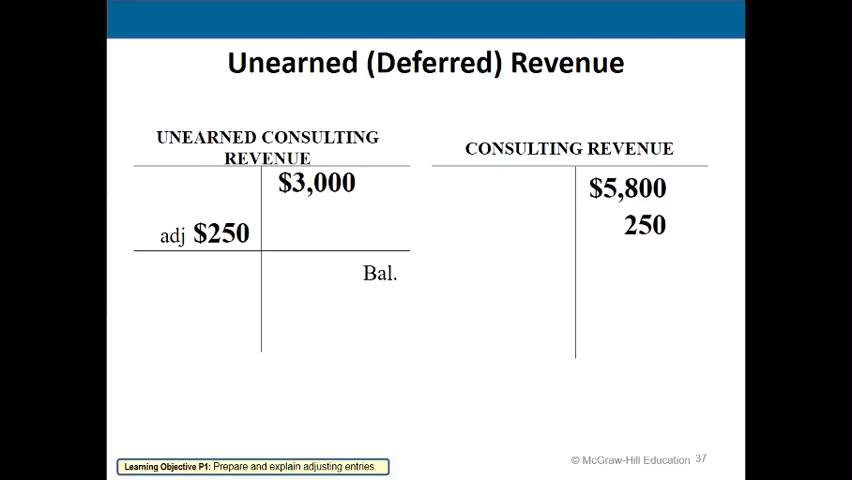 Unearned (Deferred) Revenue
UNEARNED CONSULTING
REVENUE
$3,000
adj $250
Bal.
CONSULTING REVENUE
$5,800
250
Learning Objective P1: Prepare and explain adjusting entries.
© McGraw-Hill Education 37